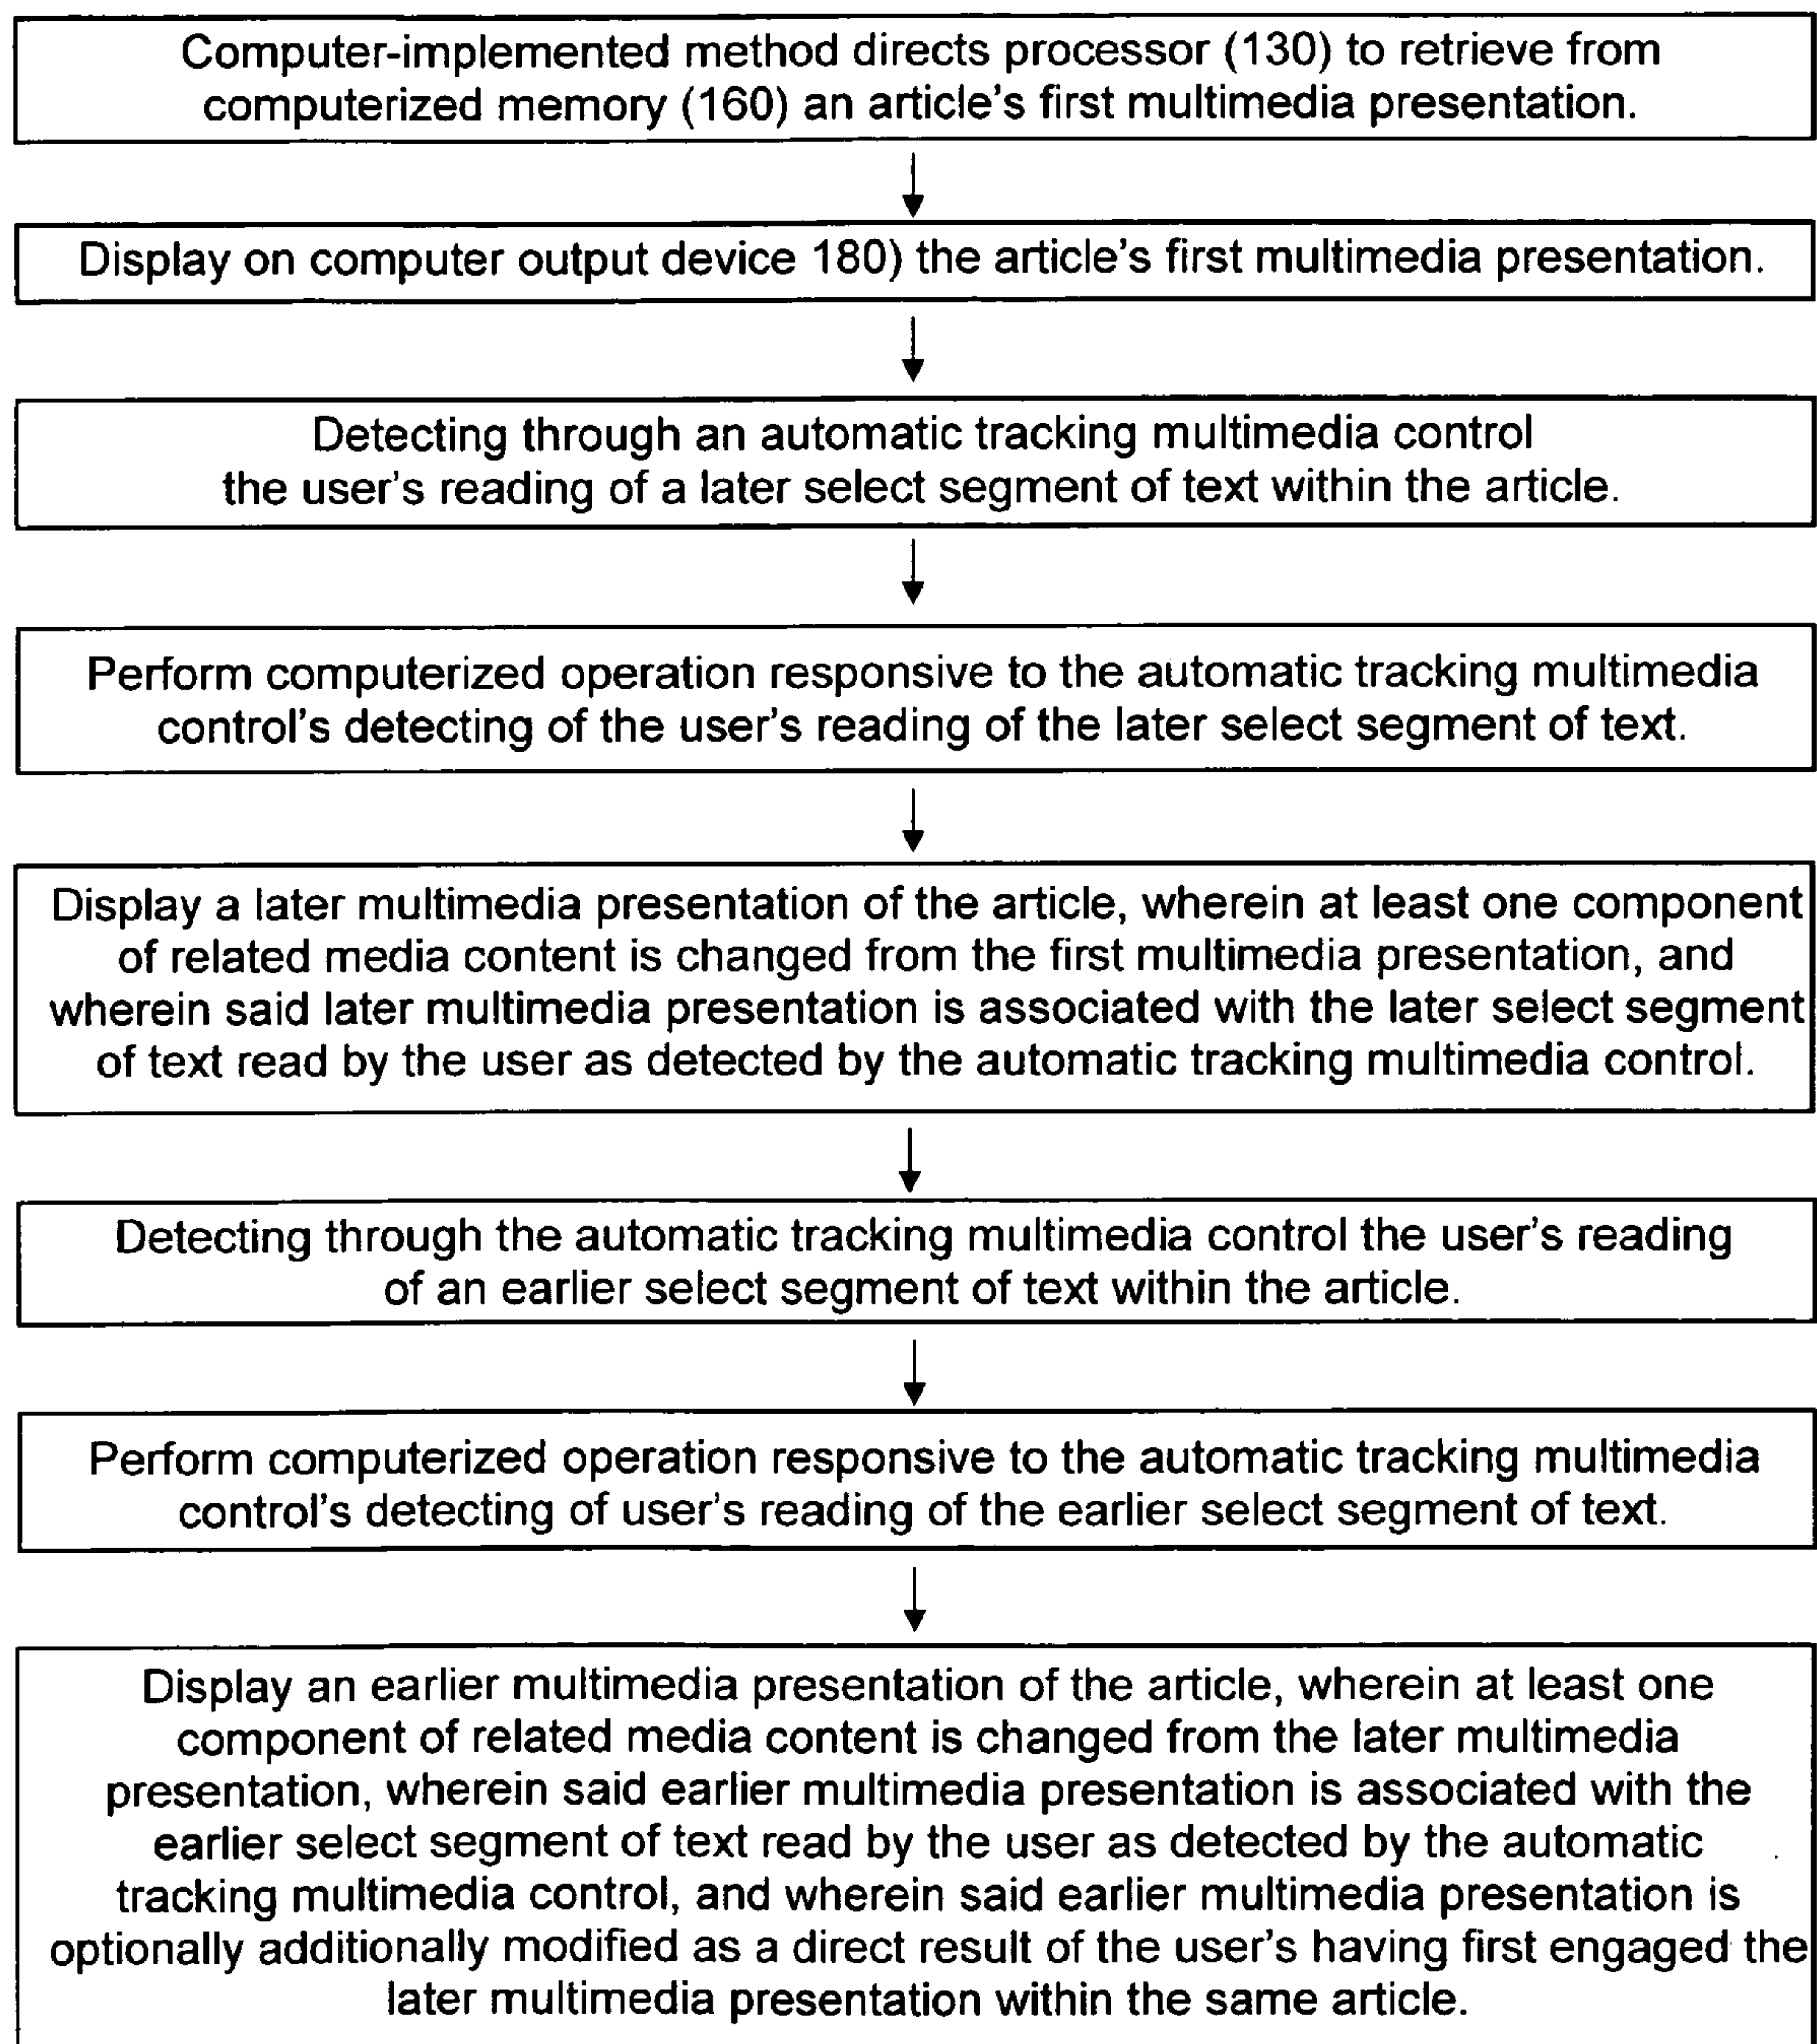 Computer-implemented method directs processor (130) to retrieve from
computerized memory (160) an article's first multimedia presentation.
Display on computer output device 180) the article's first multimedia presentation.
Detecting through an automatic tracking multimedia control
the user's reading of a later select segment of text within the article.
Perform computerized operation responsive to the automatic tracking multimedia
control's detecting of the user's reading of the later select segment of text.
Display a later multimedia presentation of the article, wherein at least one component
of related media content is changed from the first multimedia presentation, and
wherein said later multimedia presentation is associated with the later select segment
of text read by the user as detected by the automatic tracking multimedia control.
Detecting through the automatic tracking multimedia control the user's reading
of an earlier select segment of text within the article.
Perform computerized operation responsive to the automatic tracking multimedia
control's detecting of user's reading of the earlier select segment of text.
Display an earlier multimedia presentation of the article, wherein at least one
component of related media content is changed from the later multimedia
presentation, wherein said earlier multimedia presentation is associated with the
earlier select segment of text read by the user as detected by the automatic
tracking multimedia control, and wherein said earlier multimedia presentation is
optionally additionally modified as a direct result of the user's having first engaged the
later multimedia presentation within the same article.